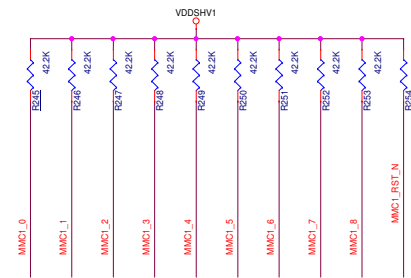 VDDSHV1
42.2K 42.2K 42.2K 42.2K 42.2K 42.2K 42.2K 42.2K 42.2K 42.2K
R245 R246 R247 R248 R249 R250 R251 R252 R253 R254
MMC1_0 MMC1_1 MMC1_2 MMC1_3 MMC1_4 MMC1_5 MMC1_6 MMC1_7 MMC1_8 MMC1_RST_N